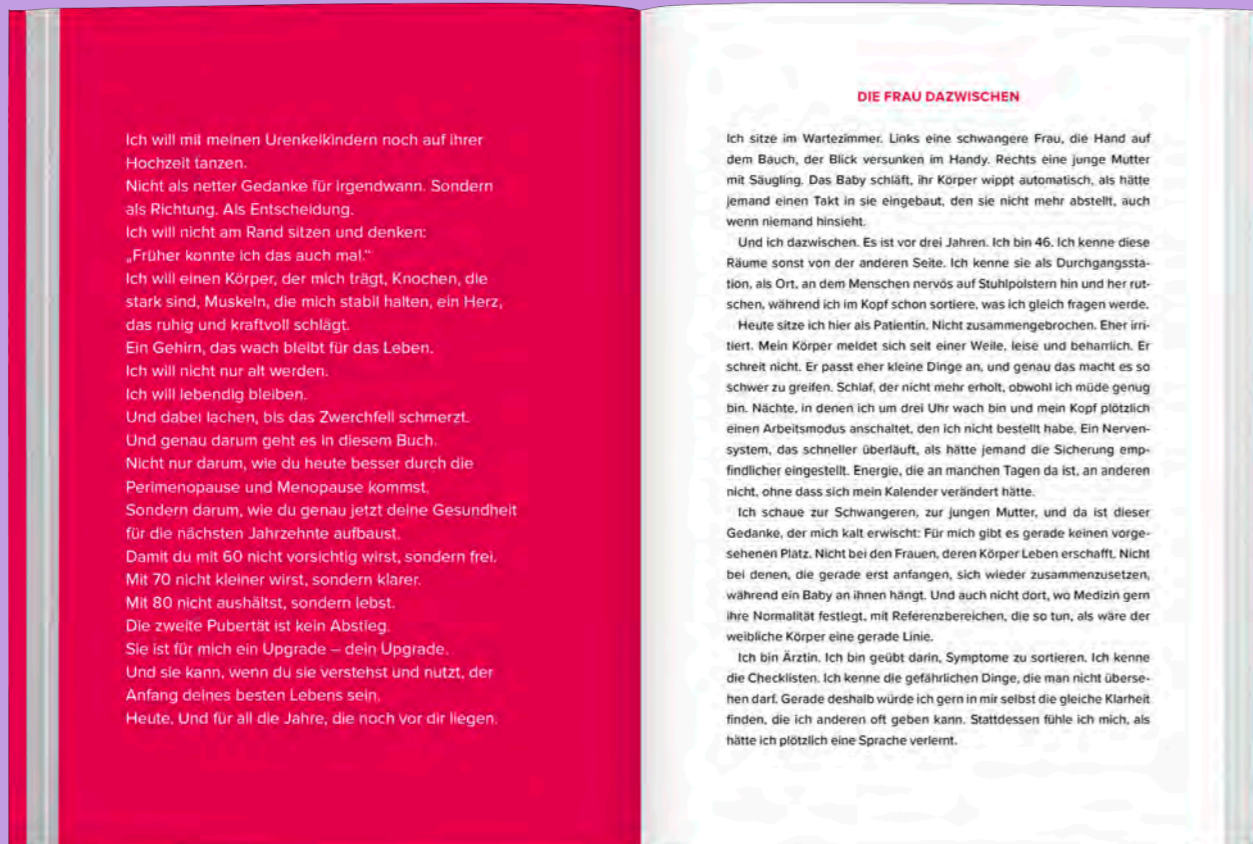 Ich will mit meinen Urenkelkindern noch auf ihrer
Hochzeit tanzen.
Nicht als netter Gedanke für irgendwann. Sondern
als Richtung. Als Entscheidung.
Ich will nicht am Rand sitzen und denken:
„Früher konnte ich das auch mal.“
Ich will einen Körper, der mich trägt, Knochen, die
stark sind, Muskeln, die mich stabil halten, ein Herz,
das ruhig und kraftvoll schlägt.
Ein Gehirn, das wach bleibt für das Leben.
Ich will nicht nur alt werden.
Ich will lebendig bleiben.
Und dabei lachen, bis das Zwerchfell schmerzt.
Und genau darum geht es in diesem Buch.
Nicht nur darum, wie du heute besser durch die
Perimenopause und Menopause kommst.
Sondern darum, wie du genau jetzt deine Gesundheit
für die nächsten Jahrzehnte aufbaust.
Damit du mit 60 nicht vorsichtig wirst, sondern frei.
Mit 70 nicht kleiner wirst, sondern klarer.
Mit 80 nicht aushältst, sondern lebst.
Die zweite Pubertät ist kein Abstieg.
Sie ist für mich ein Upgrade – dein Upgrade.
Und sie kann, wenn du sie verstehst und nutzt, der
Anfang deines besten Lebens sein.
Heute. Und für all die Jahre, die noch vor dir liegen.
DIE FRAU DAZWISCHEN
Ich sitze im Wartezimmer. Links eine schwangere Frau, die Hand auf
dem Bauch, der Blick versunken im Handy. Rechts eine junge Mutter
mit Säugling. Das Baby schläft, ihr Körper wippt automatisch, als hätte
jemand einen Takt in sie eingebaut, den sie nicht mehr abstellt, auch
wenn niemand hinsieht.
Und ich dazwischen. Es ist vor drei Jahren. Ich bin 46. Ich kenne diese
Räume sonst von der anderen Seite. Ich kenne sie als Durchgangssta-
tion, als Ort, an dem Menschen nervös auf Stuhlpolstern hin und her rut-
schen, während ich im Kopf schon sortiere, was ich gleich fragen werde.
Heute sitze ich hier als Patientin. Nicht zusammengebrochen. Eher irri-
tiert. Mein Körper meldet sich seit einer Weile, leise und beharrlich. Er
schreit nicht. Er passt eher kleine Dinge an, und genau das macht es so
schwer zu greifen. Schlaf, der nicht mehr erholt, obwohl ich müde genug
bin. Nächte, in denen ich um drei Uhr wach bin und mein Kopf plötzlich
einen Arbeitsmodus anschaltet, den ich nicht bestellt habe. Ein Nerven-
system, das schneller überläuft, als hätte jemand die Sicherung emp-
findlicher eingestellt. Energie, die an manchen Tagen da ist, an anderen
nicht, ohne dass sich mein Kalender verändert hätte.
Ich schaue zur Schwangeren, zur jungen Mutter, und da ist dieser
Gedanke, der mich kalt erwischt: Für mich gibt es gerade keinen vorge-
sehenen Platz. Nicht bei den Frauen, deren Körper Leben erschafft. Nicht
bei denen, die gerade erst anfangen, sich wieder zusammenzusetzen,
während ein Baby an ihnen hängt. Und auch nicht dort, wo Medizin gern
ihre Normalität festlegt, mit Referenzbereichen, die so tun, als wäre der
weibliche Körper eine gerade Linie.
Ich bin Ärztin. Ich bin geübt darin, Symptome zu sortieren. Ich kenne
die Checklisten. Ich kenne die gefährlichen Dinge, die man nicht überse-
hen darf. Gerade deshalb würde ich gern in mir selbst die gleiche Klarheit
finden, die ich anderen oft geben kann. Stattdessen fühle ich mich, als
hätte ich plötzlich eine Sprache verlernt.